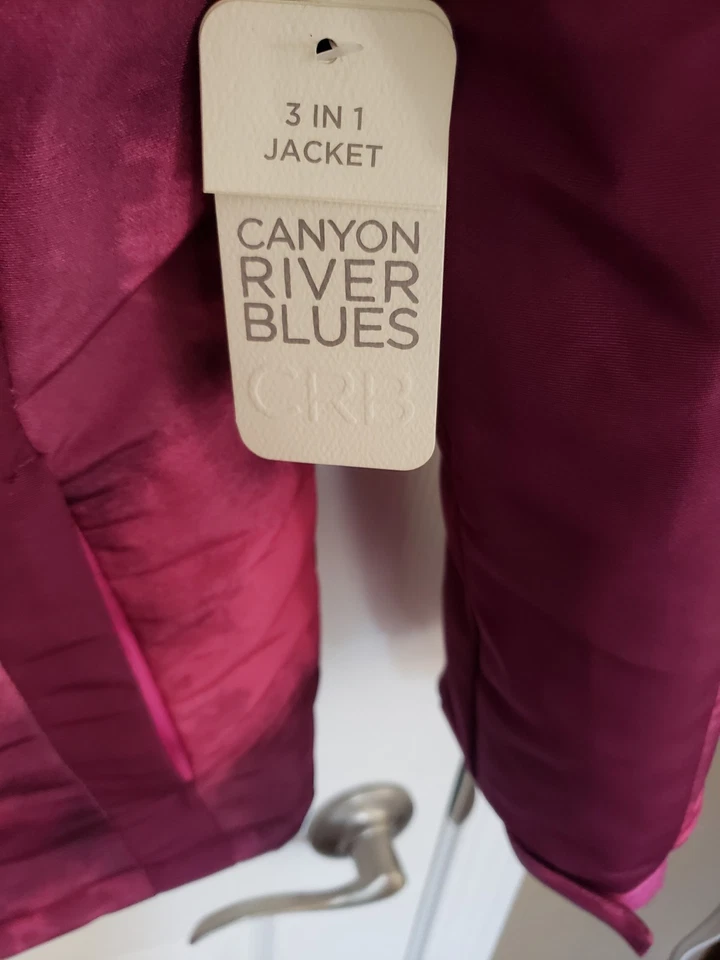 3 IN 1
JACKET
CANYON
RIVER
BLUES
CRB